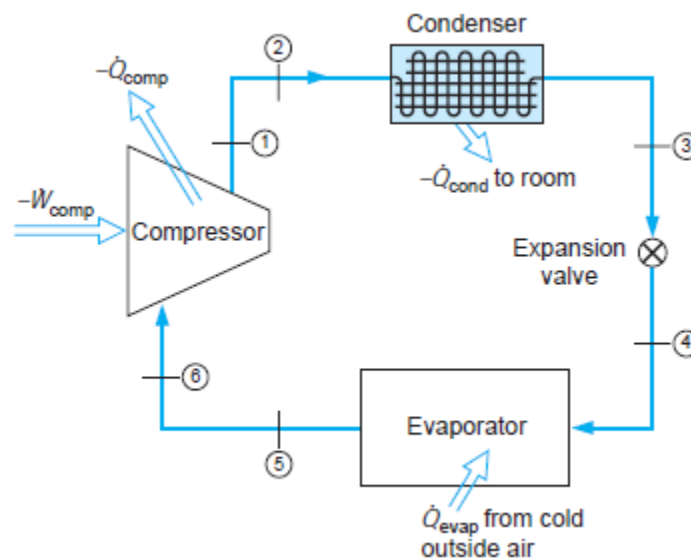 Condenser
2
−Q̇comp
1
3
−Q̇cond to room
−Ẇcomp
Compressor
Expansion
valve
4
6
Evaporator
5
Q̇evap from cold
outside air